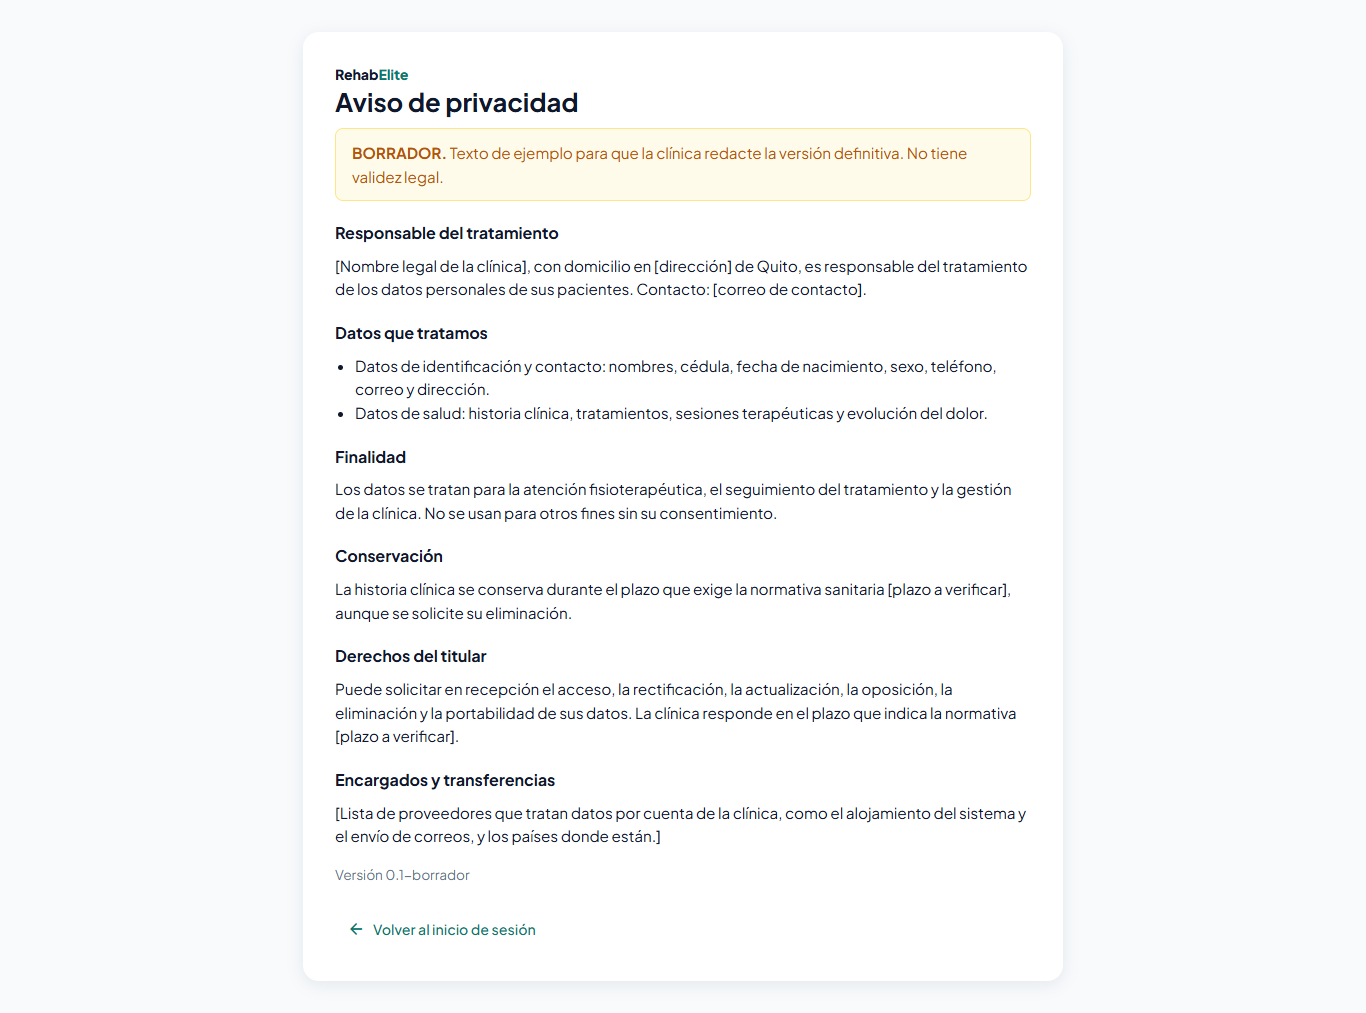 RehabElite
Aviso de privacidad
BORRADOR. Texto de ejemplo para que la clínica redacte la versión definitiva. No tiene
validez legal.
Responsable del tratamiento
[Nombre legal de la clínica], con domicilio en [dirección] de Quito, es responsable del tratamiento
de los datos personales de sus pacientes. Contacto: [correo de contacto].
Datos que tratamos
• Datos de identificación y contacto: nombres, cédula, fecha de nacimiento, sexo, teléfono,
correo y dirección.
• Datos de salud: historia clínica, tratamientos, sesiones terapéuticas y evolución del dolor.
Finalidad
Los datos se tratan para la atención fisioterapéutica, el seguimiento del tratamiento y la gestión
de la clínica. No se usan para otros fines sin su consentimiento.
Conservación
La historia clínica se conserva durante el plazo que exige la normativa sanitaria [plazo a verificar],
aunque se solicite su eliminación.
Derechos del titular
Puede solicitar en recepción el acceso, la rectificación, la actualización, la oposición, la
eliminación y la portabilidad de sus datos. La clínica responde en el plazo que indica la normativa
[plazo a verificar].
Encargados y transferencias
[Lista de proveedores que tratan datos por cuenta de la clínica, como el alojamiento del sistema y
el envío de correos, y los países donde están.]
Versión 0.1-borrador
← Volver al inicio de sesión